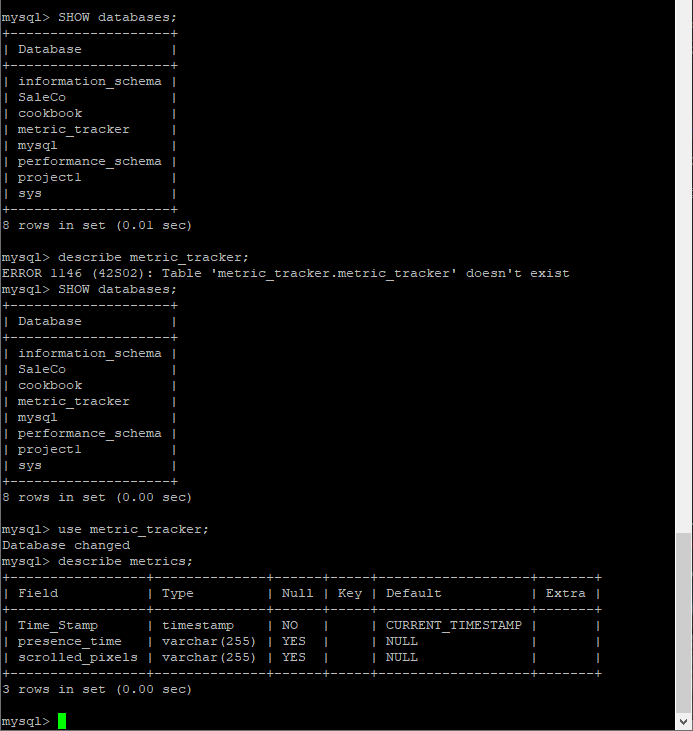 mysql> SHOW databases;
+--------------------+
| Database           |
+--------------------+
| information_schema |
| SaleCo             |
| cookbook           |
| metric_tracker     |
| mysql              |
| performance_schema |
| project1           |
| sys                |
+--------------------+
8 rows in set (0.01 sec)

mysql> describe metric_tracker;
ERROR 1146 (42S02): Table 'metric_tracker.metric_tracker' doesn't exist
mysql> SHOW databases;
+--------------------+
| Database           |
+--------------------+
| information_schema |
| SaleCo             |
| cookbook           |
| metric_tracker     |
| mysql              |
| performance_schema |
| project1           |
| sys                |
+--------------------+
8 rows in set (0.00 sec)

mysql> use metric_tracker;
Database changed
mysql> describe metrics;
+-----------------+--------------+------+-----+-------------------+-------+
| Field           | Type         | Null | Key | Default           | Extra |
+-----------------+--------------+------+-----+-------------------+-------+
| Time_Stamp      | timestamp    | NO   |     | CURRENT_TIMESTAMP |       |
| presence_time   | varchar(255) | YES  |     | NULL              |       |
| scrolled_pixels | varchar(255) | YES  |     | NULL              |       |
+-----------------+--------------+------+-----+-------------------+-------+
3 rows in set (0.00 sec)

mysql>